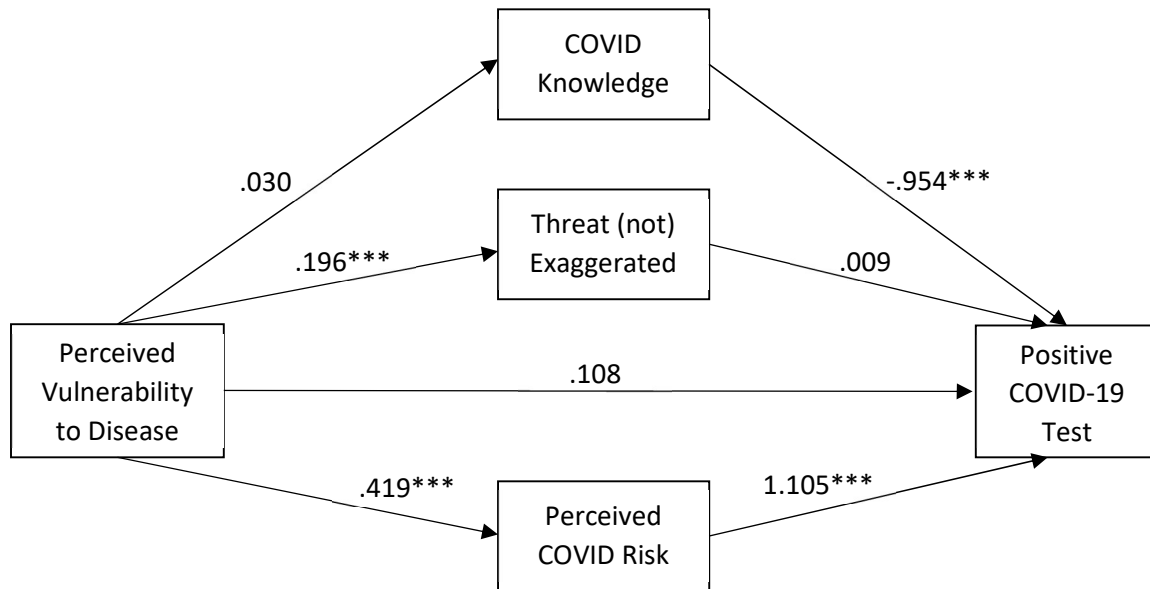 COVID
Knowledge
.030
-.954***
Threat (not)
Exaggerated
.196***
.009
Perceived
Vulnerability
to Disease
.108
Positive
COVID-19
Test
.419***
1.105***
Perceived
COVID Risk